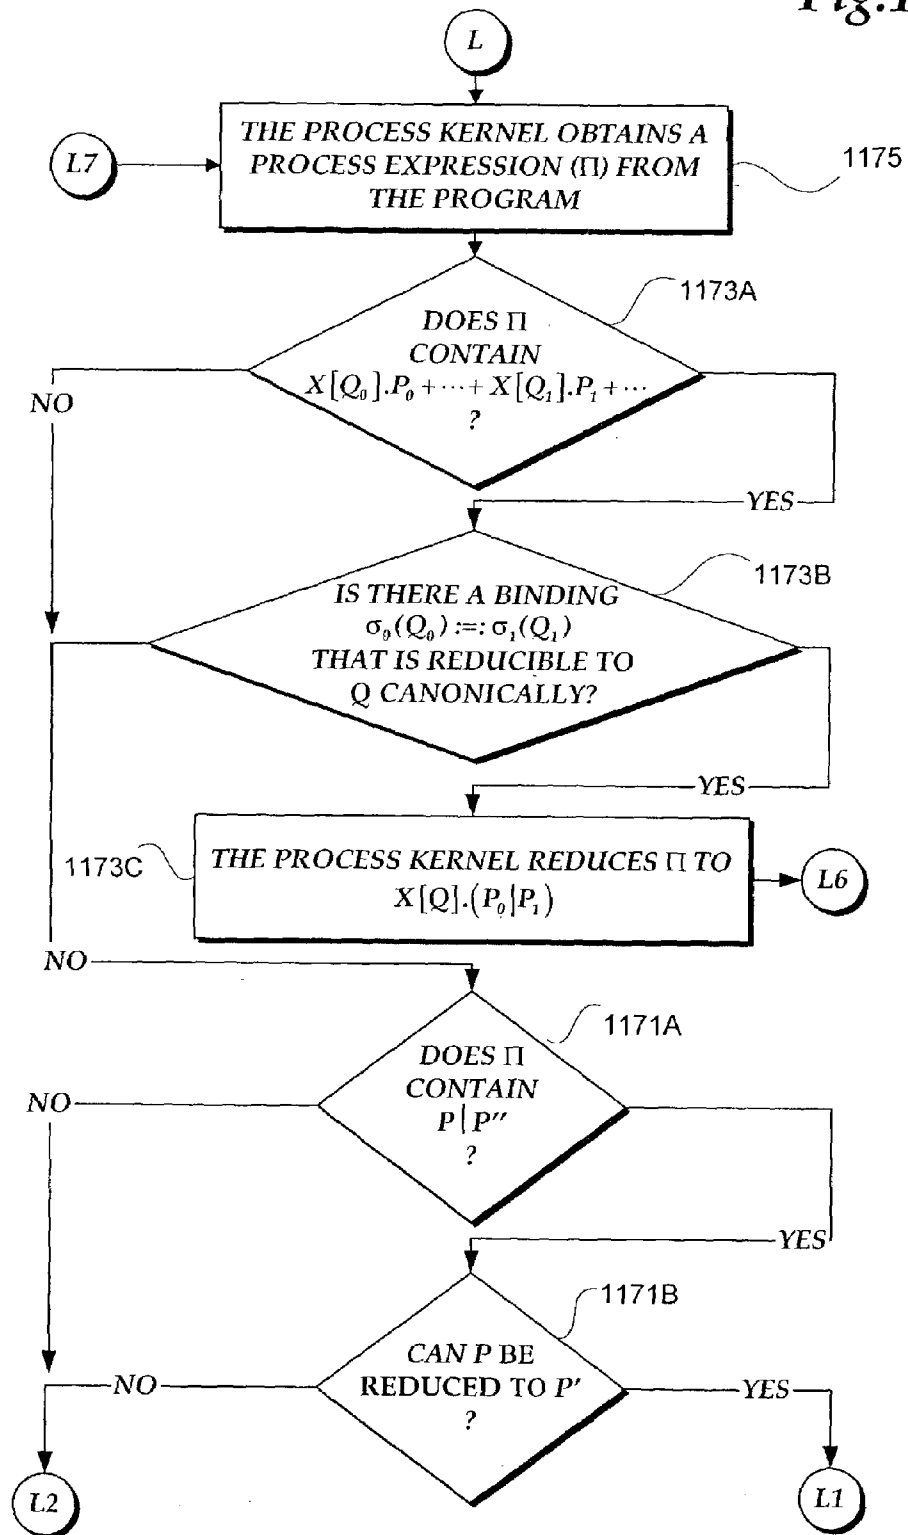 L
THE PROCESS KERNEL OBTAINS A
PROCESS EXPRESSION (Π) FROM
THE PROGRAM
L7
1175
1173A
DOES Π
CONTAIN
X[Q₀].P₀ + ⋯ + X[Q₁].P₁ + ⋯
?
NO
YES
1173B
IS THERE A BINDING
σ₀(Q₀) :=: σ₁(Q₁)
THAT IS REDUCIBLE TO
Q CANONICALLY?
YES
1173C
THE PROCESS KERNEL REDUCES Π TO
X[Q].(P₀|P₁)
L6
NO
1171A
DOES Π
CONTAIN
P|P″
?
NO
YES
1171B
CAN P BE
REDUCED TO P′
?
NO
YES
L2
L1